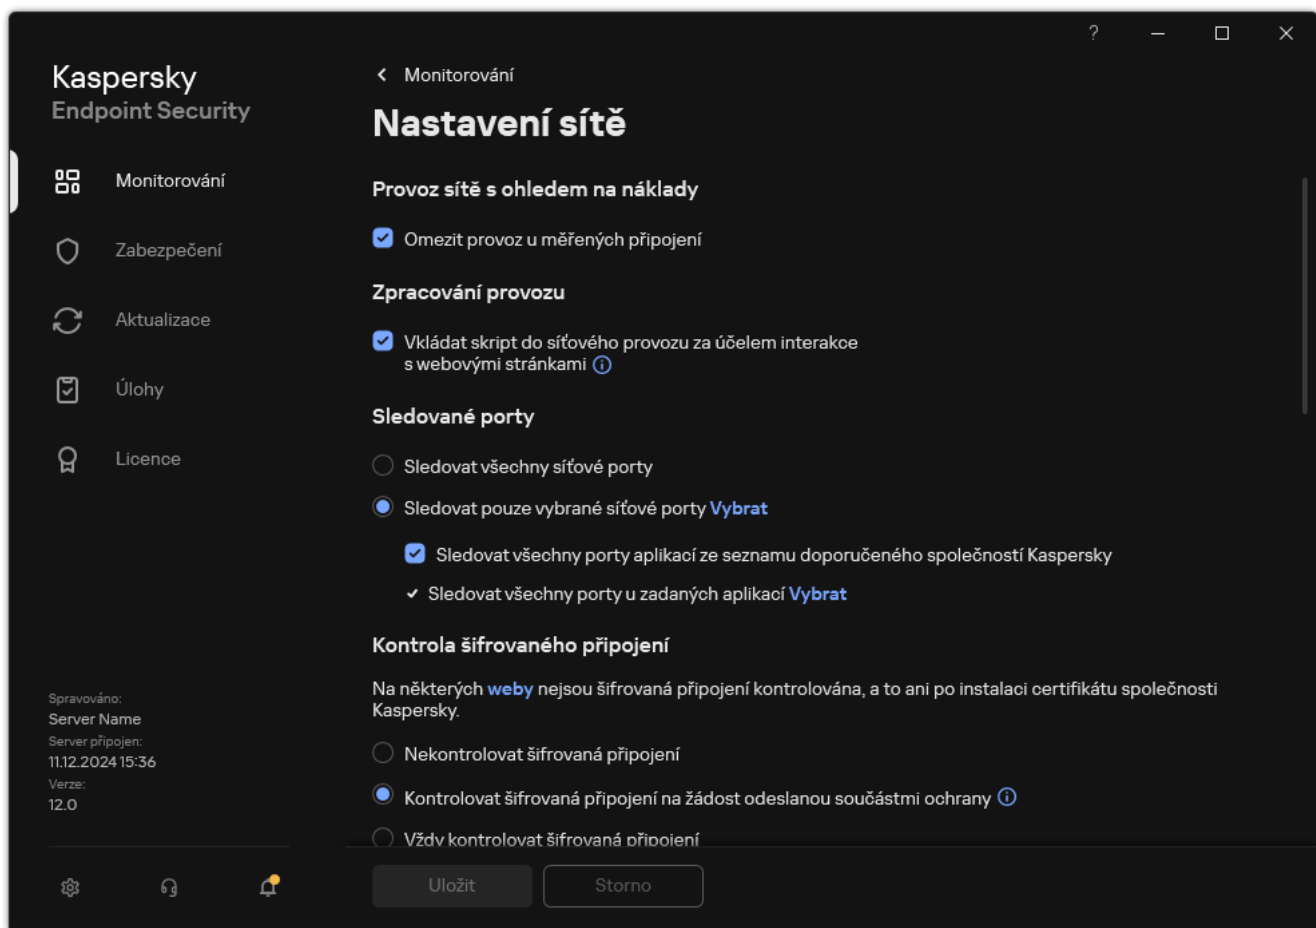 ?
Kaspersky
Endpoint Security
Monitorování
Zabezpečení
Aktualizace
Úlohy
Licence
Spravováno:
Server Name
Server připojen:
11.12.2024 15:36
Verze:
12.0
Monitorování
Nastavení sítě
Provoz sítě s ohledem na náklady
Omezit provoz u měřených připojení
Zpracování provozu
Vkládat skript do síťového provozu za účelem interakce
s webovými stránkami
Sledované porty
Sledovat všechny síťové porty
Sledovat pouze vybrané síťové porty Vybrat
Sledovat všechny porty aplikací ze seznamu doporučeného společností Kaspersky
Sledovat všechny porty u zadaných aplikací Vybrat
Kontrola šifrovaného připojení
Na některých weby nejsou šifrovaná připojení kontrolována, a to ani po instalaci certifikátu společnosti
Kaspersky.
Nekontrolovat šifrovaná připojení
Kontrolovat šifrovaná připojení na žádost odeslanou součástmi ochrany
Vždy kontrolovat šifrovaná připojení
Uložit
Storno